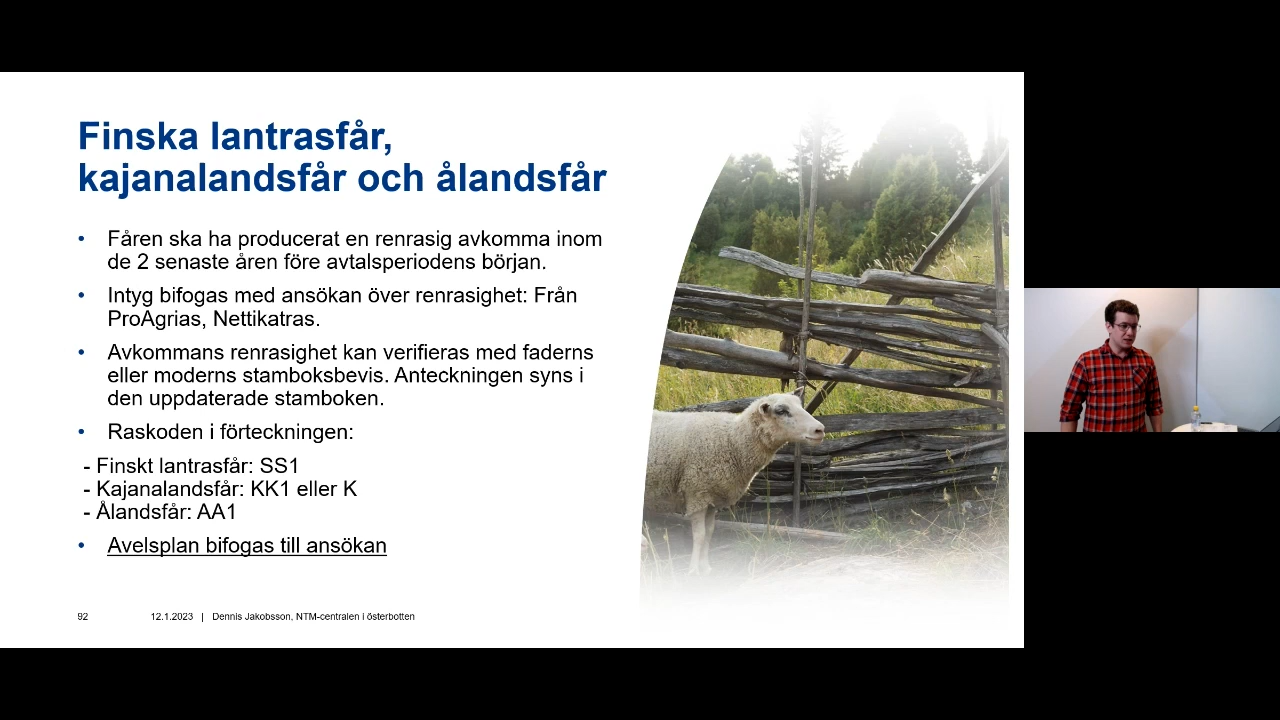 Finska lantrasfår,
kajanalandsfår och ålandsfår
• Fåren ska ha producerat en renrasig avkomma inom
de 2 senaste åren före avtalsperiodens början.
• Intyg bifogas med ansökan över renrasighet: Från
ProAgrias, Nettikatras.
• Avkommans renrasighet kan verifieras med faderns
eller moderns stamboksbevis. Anteckningen syns i
den uppdaterade stamboken.
• Raskoden i förteckningen:
- Finskt lantrasfår: SS1
- Kajanalandsfår: KK1 eller K
- Ålandsfår: AA1
• Avelsplan bifogas till ansökan
92 12.1.2023 | Dennis Jakobsson, NTM-centralen i österbotten